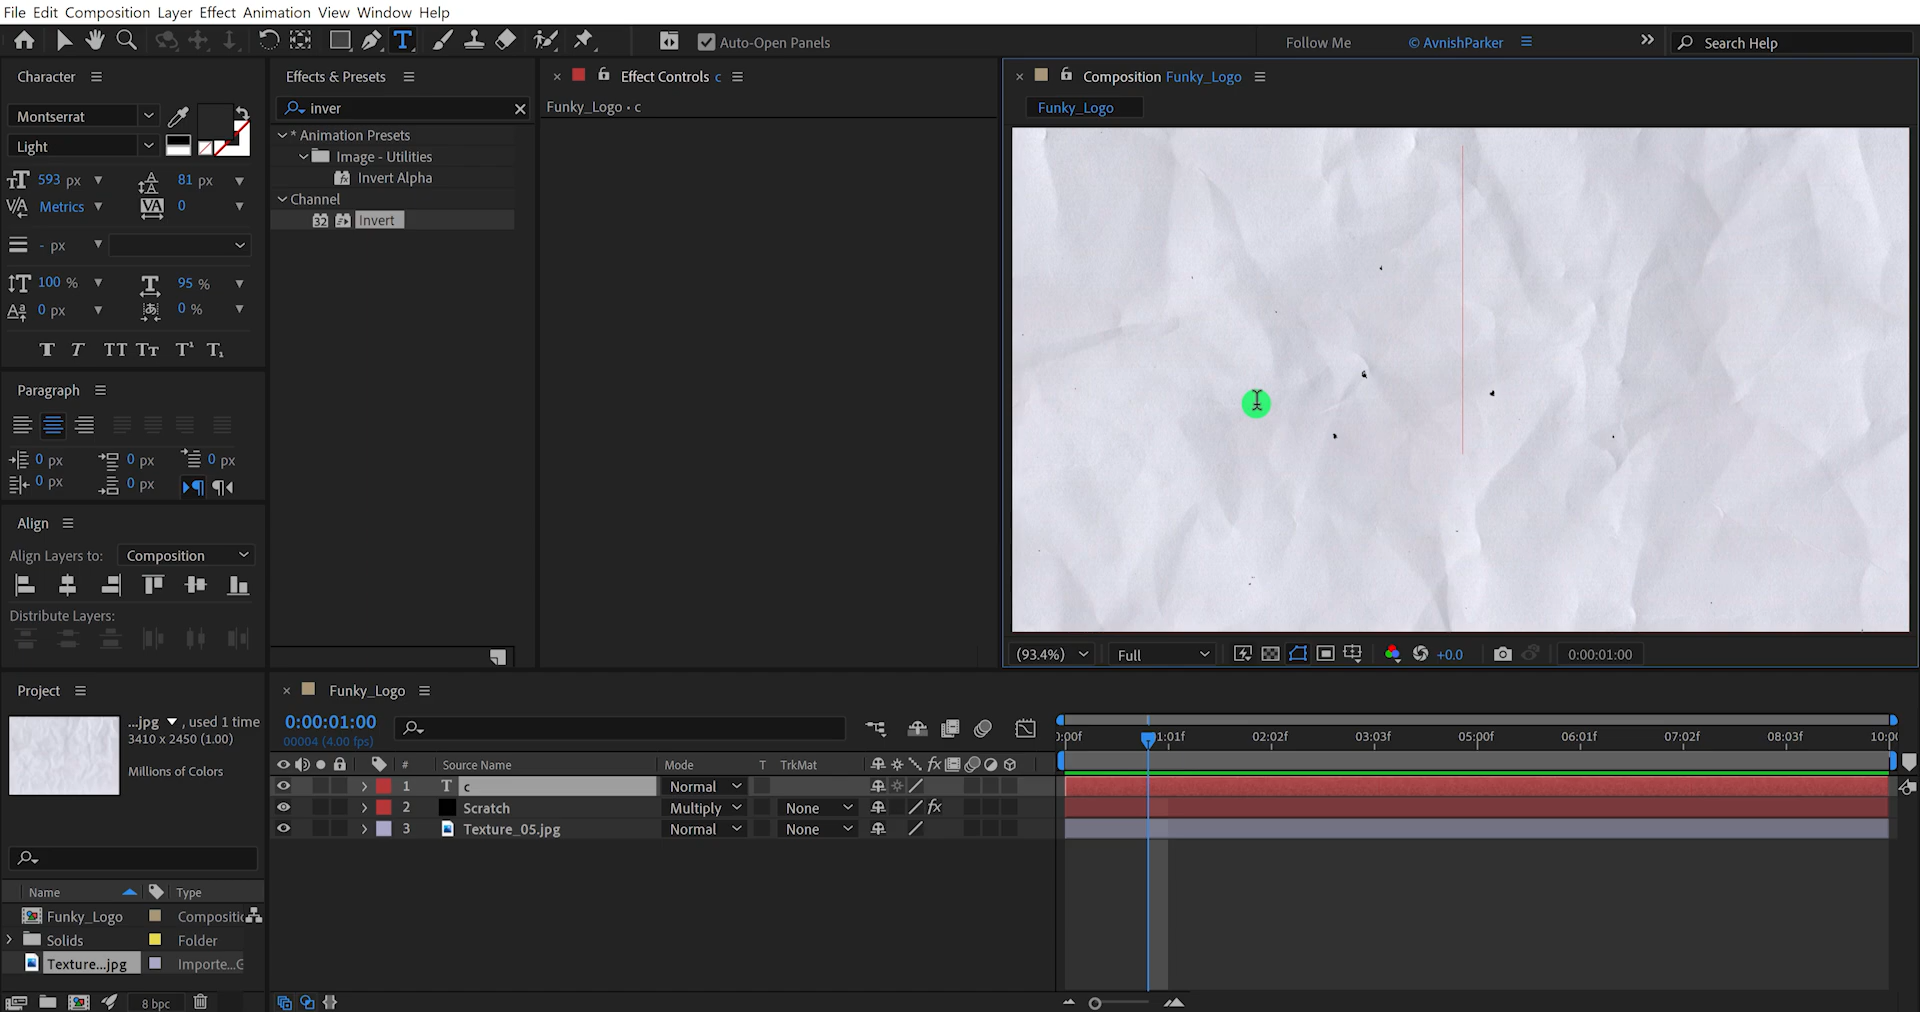 File Edit Composition Layer Effect Animation View Window Help
Auto-Open Panels
Follow Me
© AvnishParker
Search Help
Character
Montserrat
Light
593 px
81 px
Metrics
0
- px
100 %
95 %
0 px
0 %
Paragraph
0 px
0 px
0 px
0 px
0 px
Align
Align Layers to:
Composition
Distribute Layers:
Effects & Presets
inver
* Animation Presets
Image - Utilities
Invert Alpha
Channel
32
Invert
Effect Controls c
Funky_Logo • c
Composition Funky_Logo
Funky_Logo
(93.4%)
Full
+0.0
0:00:01:00
Project
...jpg , used 1 time
3410 x 2450 (1.00)
Millions of Colors
Name
Type
Funky_Logo
Compositic
Solids
Folder
Texture...jpg
Importe...G
8 bpc
Funky_Logo
0:00:01:00
00004 (4.00 fps)
# Source Name Mode T TrkMat
1 T c Normal
2 Scratch Multiply None
3 Texture_05.jpg Normal None
):00f 1:01f 02:02f 03:03f 04:04f 05:00f 06:01f 07:02f 08:03f 10:00